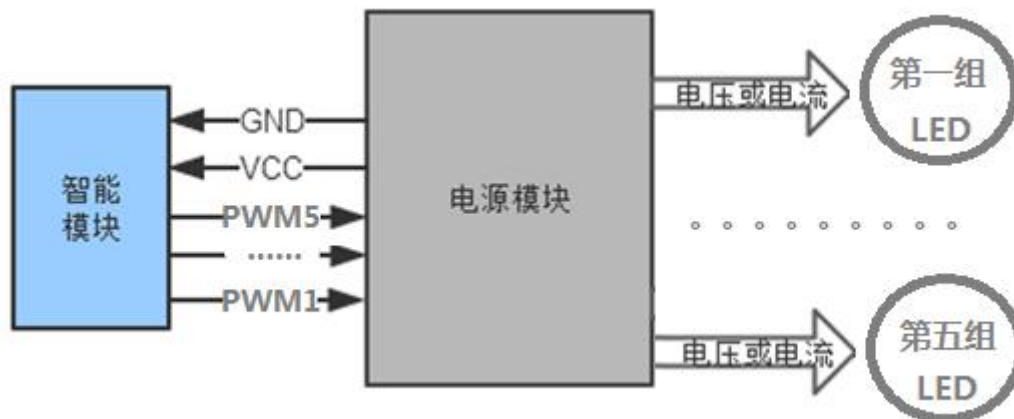 智能
模块
GND
VCC
PWM5
······
PWM1
电源模块
电压或电流
第一组
LED
电压或电流
第五组
LED